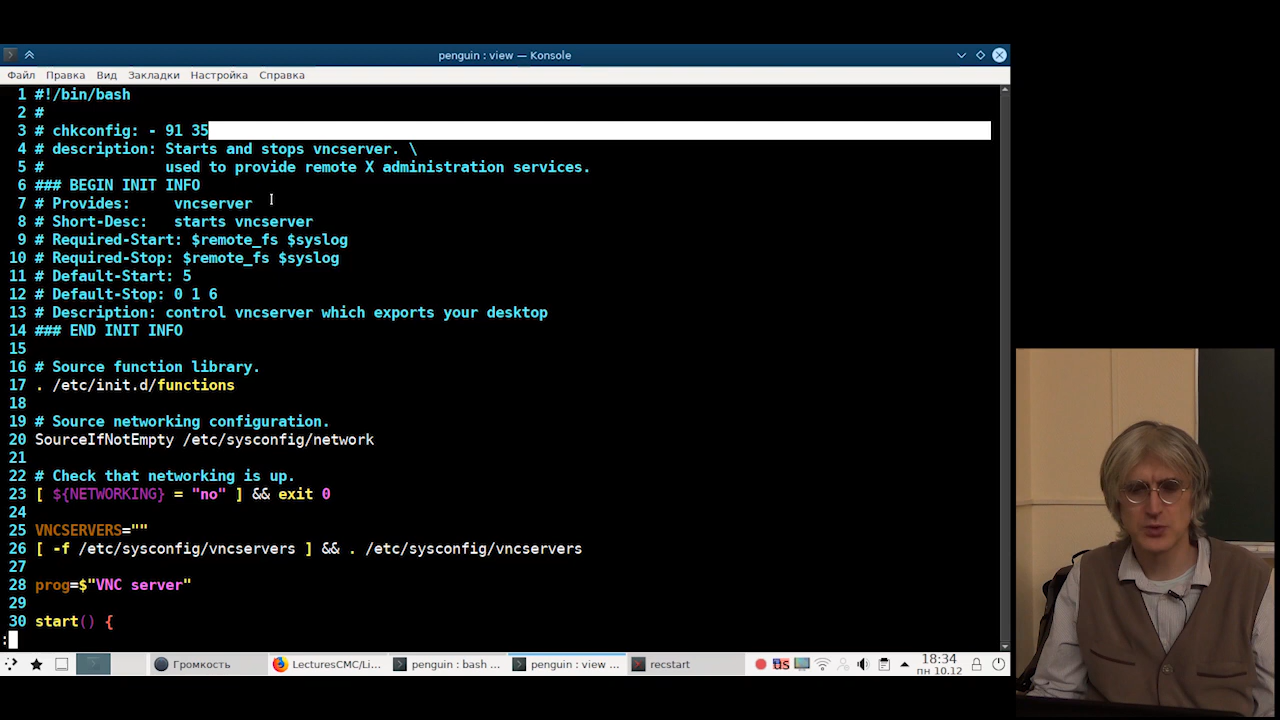 penguin : view — Konsole
Файл Правка Вид Закладки Настройка Справка
1 #!/bin/bash
2 #
3 # chkconfig: - 91 35
4 # description: Starts and stops vncserver. \
5 # used to provide remote X administration services.
6 ### BEGIN INIT INFO
7 # Provides: vncserver
8 # Short-Desc: starts vncserver
9 # Required-Start: $remote_fs $syslog
10 # Required-Stop: $remote_fs $syslog
11 # Default-Start: 5
12 # Default-Stop: 0 1 6
13 # Description: control vncserver which exports your desktop
14 ### END INIT INFO
15
16 # Source function library.
17 . /etc/init.d/functions
18
19 # Source networking configuration.
20 SourceIfNotEmpty /etc/sysconfig/network
21
22 # Check that networking is up.
23 [ ${NETWORKING} = "no" ] && exit 0
24
25 VNCSERVERS=""
26 [ -f /etc/sysconfig/vncservers ] && . /etc/sysconfig/vncservers
27
28 prog=$"VNC server"
29
30 start() {
:
Громкость LecturesCMC/Li... penguin : bash ... penguin : view ... recstart US 18:34
пн 10.12